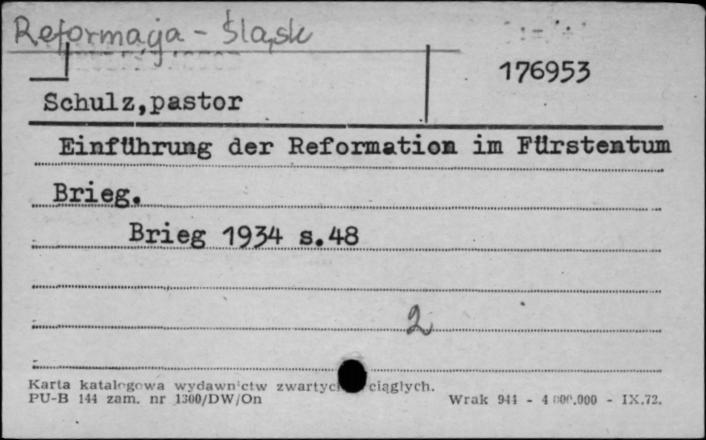 Reformacja - Śląsk
176953
Schulz,pastor
Einführung der Reformation im Fürstentum
Brieg.
Brieg 1934 s.48
2
Karta katalogowa wydawnictw zwartych ciągłych.
PU-B 144 zam. nr 1300/DW/On
Wrak 941 - 4 000.000 - IX.72.